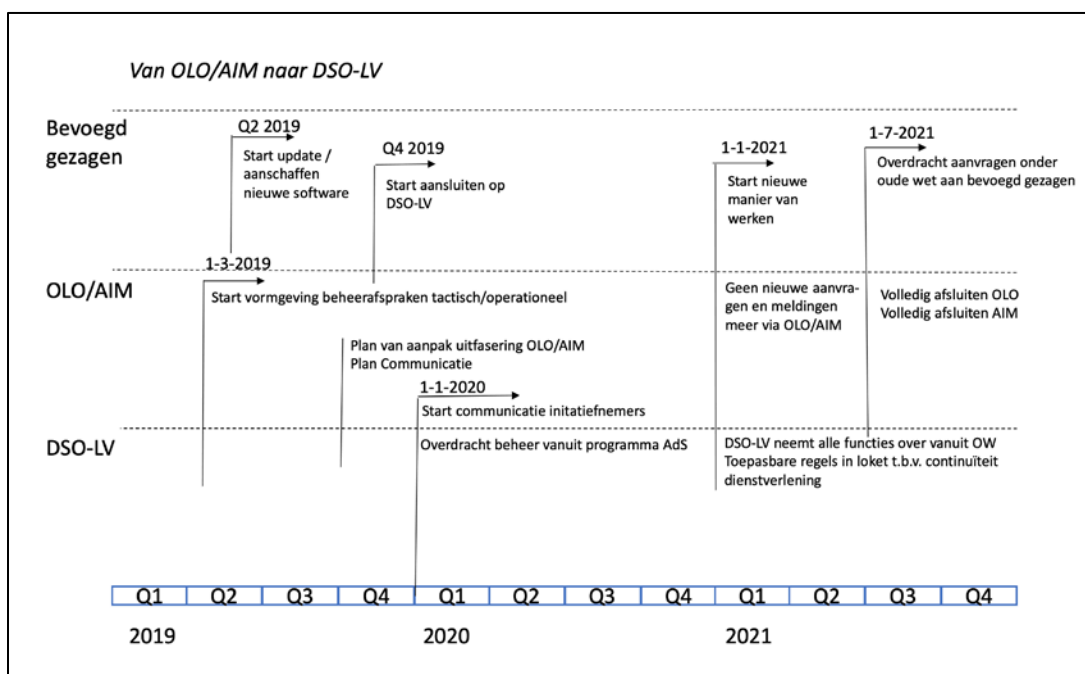 Van OLO/AIM naar DSO-LV
Bevoegd
gezagen
Q2 2019
Start update /
aanschaffen
nieuwe software
Q4 2019
Start aansluiten op
DSO-LV
1-1-2021
Start nieuwe
manier van
werken
1-7-2021
Overdracht aanvragen onder
oude wet aan bevoegd gezagen
OLO/AIM
1-3-2019
Start vormgeving beheerafspraken tactisch/operationeel
Plan van aanpak uitfasering OLO/AIM
Plan Communicatie
1-1-2020
Start communicatie initatiefnemers
Geen nieuwe aanvra-
gen en meldingen
meer via OLO/AIM
Volledig afsluiten OLO
Volledig afsluiten AIM
DSO-LV
Overdracht beheer vanuit programma AdS
DSO-LV neemt alle functies over vanuit OW
Toepasbare regels in loket t.b.v. continuïteit
dienstverlening
Q1 Q2 Q3 Q4 Q1 Q2 Q3 Q4 Q1 Q2 Q3 Q4
2019 2020 2021